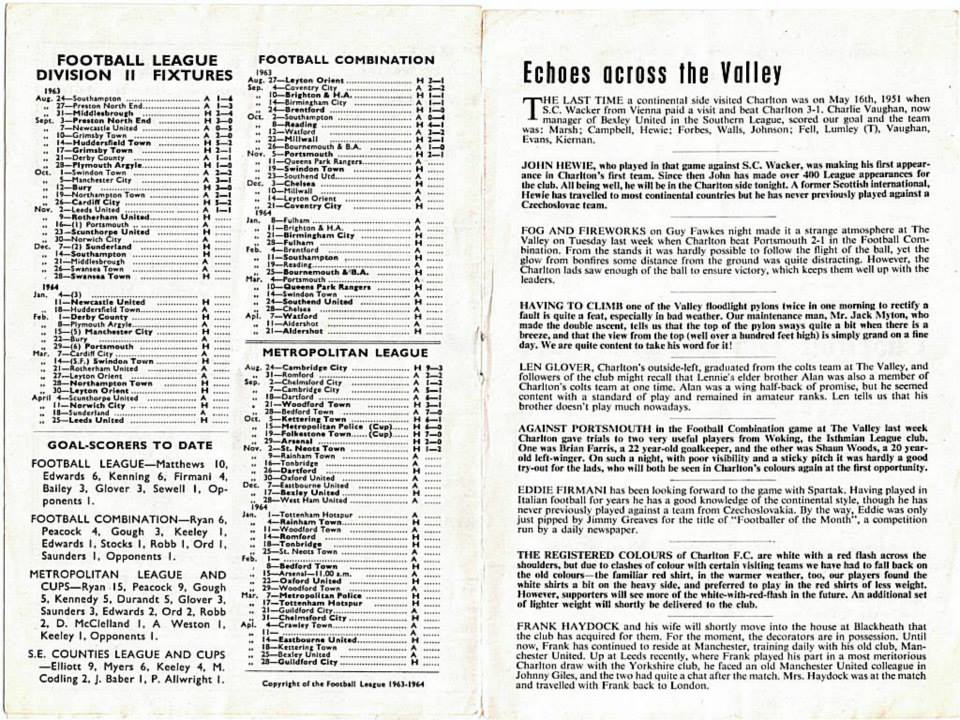 FOOTBALL LEAGUE
DIVISION II FIXTURES
1963
Aug. 24—Southampton A 1—4
„ 27—Preston North End A 1—3
„ 31—Middlesbrough H 2—4
Sept. 3—Preston North End H 3—0
„ 7—Newcastle United A 0—5
„ 10—Grimsby Town A 2—0
„ 14—Huddersfield Town H 5—2
„ 17—Grimsby Town H 2—1
„ 21—Derby County A 1—1
„ 28—Plymouth Argyle H 1—0
Oct. 1—Swindon Town A 2—2
„ 5—Manchester City A 3—1
„ 12—Bury H 3—0
„ 19—Northampton Town A 2—1
„ 26—Cardiff City H 5—2
Nov. 2—Leeds United A 1—1
„ 9—Rotherham United H
„ 16—(1) Portsmouth A
„ 23—Scunthorpe United H
„ 30—Norwich City A
Dec. 7—(2) Sunderland H
„ 14—Southampton H
„ 21—Middlesbrough A
„ 26—Swansea Town A
„ 28—Swansea Town H
1964
Jan. 4—(3)
„ 11—Newcastle United H
„ 18—Huddersfield Town A
Feb. 1—Derby County H
„ 8—Plymouth Argyle A
„ 15—(5) Manchester City H
„ 22—Bury A
„ 29—(6) Portsmouth H
Mar. 7—Cardiff City A
„ 14—(S.F.) Swindon Town H
„ 21—Rotherham United A
„ 27—Leyton Orient A
„ 28—Northampton Town H
„ 30—Leyton Orient H
April 4—Scunthorpe United A
„ 11—Norwich City H
„ 18—Sunderland A
„ 25—Leeds United H
GOAL-SCORERS TO DATE
FOOTBALL LEAGUE—Matthews 10,
Edwards 6, Kenning 6, Firmani 4,
Bailey 3, Glover 3, Sewell 1, Op-
ponents 1.
FOOTBALL COMBINATION—Ryan 6,
Peacock 4, Gough 3, Keeley 1,
Edwards 1, Stocks 1, Robb 1, Ord 1,
Saunders 1, Opponents 1.
METROPOLITAN LEAGUE AND
CUPS—Ryan 15, Peacock 9, Gough
5, Kennedy 5, Durandt 5, Glover 3,
Saunders 3, Edwards 2, Ord 2, Robb
2, D. McClelland 1, A Weston 1,
Keeley 1, Opponents 1.
S.E. COUNTIES LEAGUE AND CUPS
—Elliott 9, Myers 6, Keeley 4, M.
Codling 2, J. Baber 1, P. Allwright 1.
FOOTBALL COMBINATION
1963
Aug. 27—Leyton Orient H 2—1
Sep. 4—Coventry City A 2—2
„ 10—Brighton & H.A. H 1—1
„ 14—Birmingham City A 1—1
„ 24—Brentford H 1—0
Oct. 2—Southampton A 0—4
„ 8—Reading H 4—1
„ 12—Watford A 2—2
„ 22—Millwall H 2—1
„ 26—Bournemouth & B.A. A 1—0
Nov. 5—Portsmouth H 2—1
„ 11—Queens Park Rangers A
„ 19—Swindon Town H
„ 23—Southend Utd. A
Dec. 3—Chelsea H
„ 10—Millwall A
„ 14—Leyton Orient A
„ 21—Coventry City H
1964
Jan. 8—Fulham A
„ 11—Brighton & H.A. A
„ 21—Birmingham City H
„ 28—Fulham H
Feb. 4—Brentford A
„ 11—Southampton H
„ 19—Reading A
„ 25—Bournemouth & B.A. H
Mar. 4—Portsmouth A
„ 10—Queens Park Rangers H
„ 14—Swindon Town A
„ 24—Southend United H
„ 28—Chelsea A
Apl. 7—Watford H
„ 11—Aldershot A
„ 21—Aldershot H
METROPOLITAN LEAGUE
Aug. 24—Cambridge City H 9—3
„ 31—Romford A 2—2
Sep. 2—Chelmsford City A 1—2
„ 7—Cambridge City A 5—1
„ 18—Dartford A 6—1
„ 21—Woodford Town H 3—1
„ 28—Bedford Town A 7—0
Oct. 5—Kettering Town H 6—1
„ 15—Metropolitan Police (Cup) H 6—0
„ 19—Folkestone Town (Cup) H 7—0
„ 29—Arsenal H 2—0
Nov. 2—St. Neots Town H 1—2
„ 9—Rainham Town A
„ 16—Tonbridge A
„ 26—Dartford H
„ 30—Oxford United A
Dec. 7—Eastbourne United A
„ 17—Bexley United H
„ 28—West Ham United A
1964
Jan. 1—Tottenham Hotspur A
„ 4—Rainham Town H
„ 11—Woodford Town A
„ 14—Romford H
„ 18—Tonbridge H
„ 25—St. Neots Town A
Feb. 1—
„ 8—Bedford Town H
„ 15—Arsenal—11.00 a.m. A
„ 22—Oxford United H
„ 29—Woodford Town A
Mar. 7—Metropolitan Police H
„ 17—Tottenham Hotspur H
„ 21—Guildford City A
„ 31—Chelmsford City H
Apl. 4—Crawley Town A
„ 11—
„ 14—Eastbourne United H
„ 18—Kettering Town A
„ 25—Bexley United A
„ 28—Guildford City H
Copyright of the Football League 1963-1964
Echoes across the Valley
THE LAST TIME a continental side visited Charlton was on May 16th, 1951 when
S.C. Wacker from Vienna paid a visit and beat Charlton 3-1. Charlie Vaughan, now
manager of Bexley United in the Southern League, scored our goal and the team
was: Marsh; Campbell, Hewie; Forbes, Walls, Johnson; Fell, Lumley (T), Vaughan,
Evans, Kiernan.
JOHN HEWIE, who played in that game against S.C. Wacker, was making his first appear-
ance in Charlton's first team. Since then John has made over 400 League appearances for
the club. All being well, he will be in the Charlton side tonight. A former Scottish international,
Hewie has travelled to most continental countries but he has never previously played against a
Czechoslovac team.
FOG AND FIREWORKS on Guy Fawkes night made it a strange atmosphere at The
Valley on Tuesday last week when Charlton beat Portsmouth 2-1 in the Football Com-
bination. From the stands it was hardly possible to follow the flight of the ball, yet the
glow from bonfires some distance from the ground was quite distracting. However, the
Charlton lads saw enough of the ball to ensure victory, which keeps them well up with the
leaders.
HAVING TO CLIMB one of the Valley floodlight pylons twice in one morning to rectify a
fault is quite a feat, especially in bad weather. Our maintenance man, Mr. Jack Myton, who
made the double ascent, tells us that the top of the pylon sways quite a bit when there is a
breeze, and that the view from the top (well over a hundred feet high) is simply grand on a fine
day. We are quite content to take his word for it!
LEN GLOVER, Charlton's outside-left, graduated from the colts team at The Valley, and
followers of the club might recall that Lennie's elder brother Alan was also a member of
Charlton's colts team at one time. Alan was a wing half-back of promise, but he seemed
content with a standard of play and remained in amateur ranks. Len tells us that his
brother doesn't play much nowadays.
AGAINST PORTSMOUTH in the Football Combination game at The Valley last week
Charlton gave trials to two very useful players from Woking, the Isthmian League club.
One was Brian Farris, a 22 year-old goalkeeper, and the other was Shaun Woods, a 20 year-
old left-winger. On such a night, with poor visibility and a sticky pitch it was hardly a good
try-out for the lads, who will both be seen in Charlton's colours again at the first opportunity.
EDDIE FIRMANI has been looking forward to the game with Spartak. Having played in
Italian football for years he has a good knowledge of the continental style, though he has
never previously played against a team from Czechoslakia. By the way, Eddie was only
just pipped by Jimmy Greaves for the title of "Footballer of the Month", a competition
run by a daily newspaper.
THE REGISTERED COLOURS of Charlton F.C. are white with a red flash across the
shoulders, but due to clashes of colour with certain visiting teams we have had to fall back on
the old colours—the familiar red shirt, in the warmer weather, too, our players found the
white shirts a bit on the heavy side, and preferred to play in the red shirts of less weight.
However, supporters will see more of the white-with-red-flash in the future. An additional set
of lighter weight will shortly be delivered to the club.
FRANK HAYDOCK and his wife will shortly move into the house at Blackheath that
the club has acquired for them. For the moment, the decorators are in possession. Until
now, Frank has continued to reside at Manchester, training daily with his old club, Man-
chester United. Up at Leeds recently, where Frank played his part in a most meritorious
Charlton draw with the Yorkshire club, he faced an old Manchester United colleague in
Johnny Giles, and the two had quite a chat after the match. Mrs. Haydock was at the match
and travelled with Frank back to London.